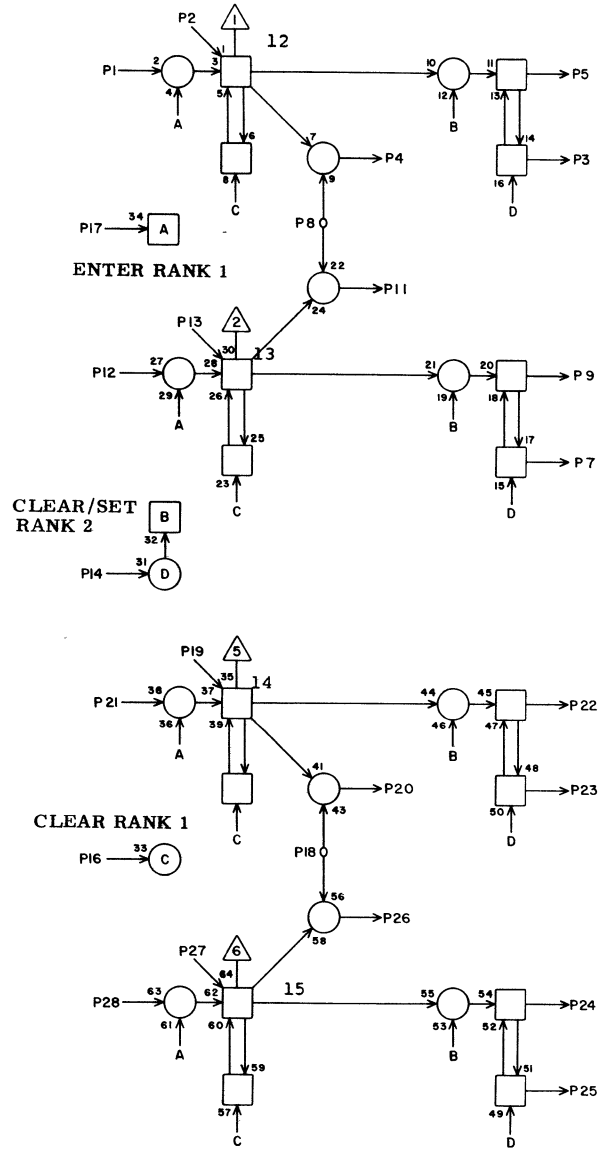 P2 1 12
P1 2 3 1 10 11 P5
4 5 6 12 13 14
A B
7 P4
8 9 16 P3
C D
P8
34
P17 A
ENTER RANK 1
22
P11
24
P13 2
30 13
P12 27 28 21 20 P9
29 26 25 19 18 17
A B
23 15 P7
C D
CLEAR/SET
RANK 2
B
32
31
P14 D
P19 5
35 14
P21 38 37 44 45 P22
36 39 46 47 48
A B
41 P20
43 50 P23
C D
CLEAR RANK 1
33
P16 C
P18
56
P26
58
P27 6
64 15
P28 63 62 55 54 P24
61 60 59 53 52 51
A B
57 49 P25
C D